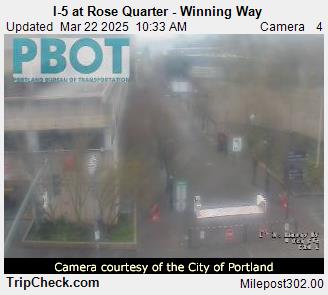 I-5 at Rose Quarter - Winning Way
Updated Mar 22 2025 10:33 AM Camera 4
PBOT
PORTLAND BUREAU OF TRANSPORTATION
Camera courtesy of the City of Portland
TripCheck.com Milepost302.00